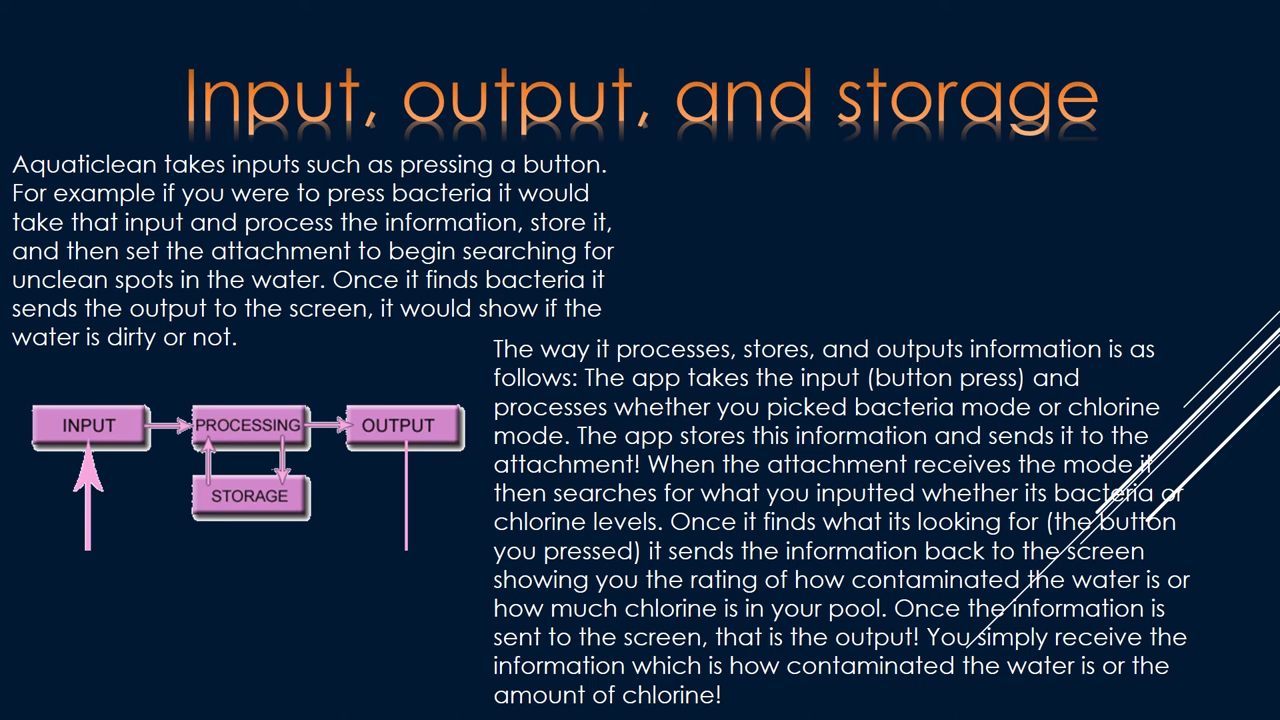 Input, output, and storage
Aquaticlean takes inputs such as pressing a button.
For example if you were to press bacteria it would
take that input and process the information, store it,
and then set the attachment to begin searching for
unclean spots in the water. Once it finds bacteria it
sends the output to the screen, it would show if the
water is dirty or not.
INPUT
PROCESSING
OUTPUT
STORAGE
The way it processes, stores, and outputs information is as
follows: The app takes the input (button press) and
processes whether you picked bacteria mode or chlorine
mode. The app stores this information and sends it to the
attachment! When the attachment receives the mode it
then searches for what you inputted whether its bacteria or
chlorine levels. Once it finds what its looking for (the button
you pressed) it sends the information back to the screen
showing you the rating of how contaminated the water is or
how much chlorine is in your pool. Once the information is
sent to the screen, that is the output! You simply receive the
information which is how contaminated the water is or the
amount of chlorine!